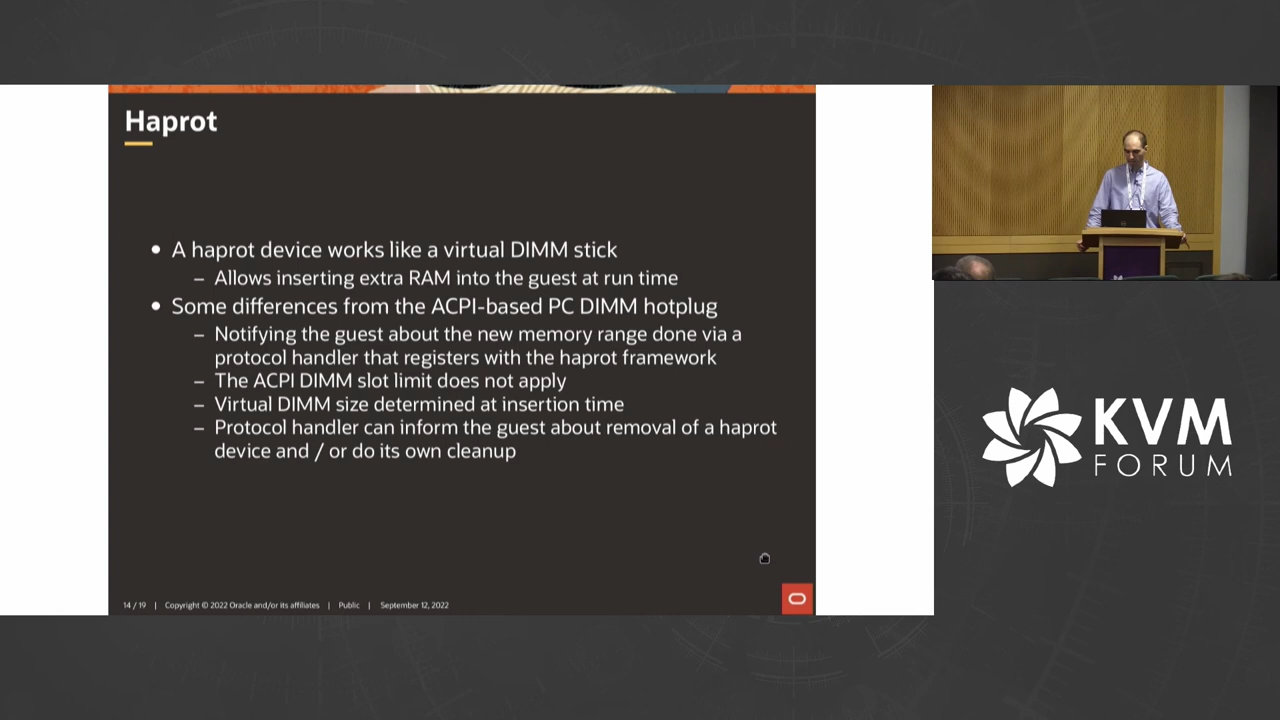 Haprot
• A haprot device works like a virtual DIMM stick
– Allows inserting extra RAM into the guest at run time
• Some differences from the ACPI-based PC DIMM hotplug
– Notifying the guest about the new memory range done via a
protocol handler that registers with the haprot framework
– The ACPI DIMM slot limit does not apply
– Virtual DIMM size determined at insertion time
– Protocol handler can inform the guest about removal of a haprot
device and / or do its own cleanup
14 / 19 | Copyright © 2022 Oracle and/or its affiliates | Public | September 12, 2022
KVM
FORUM